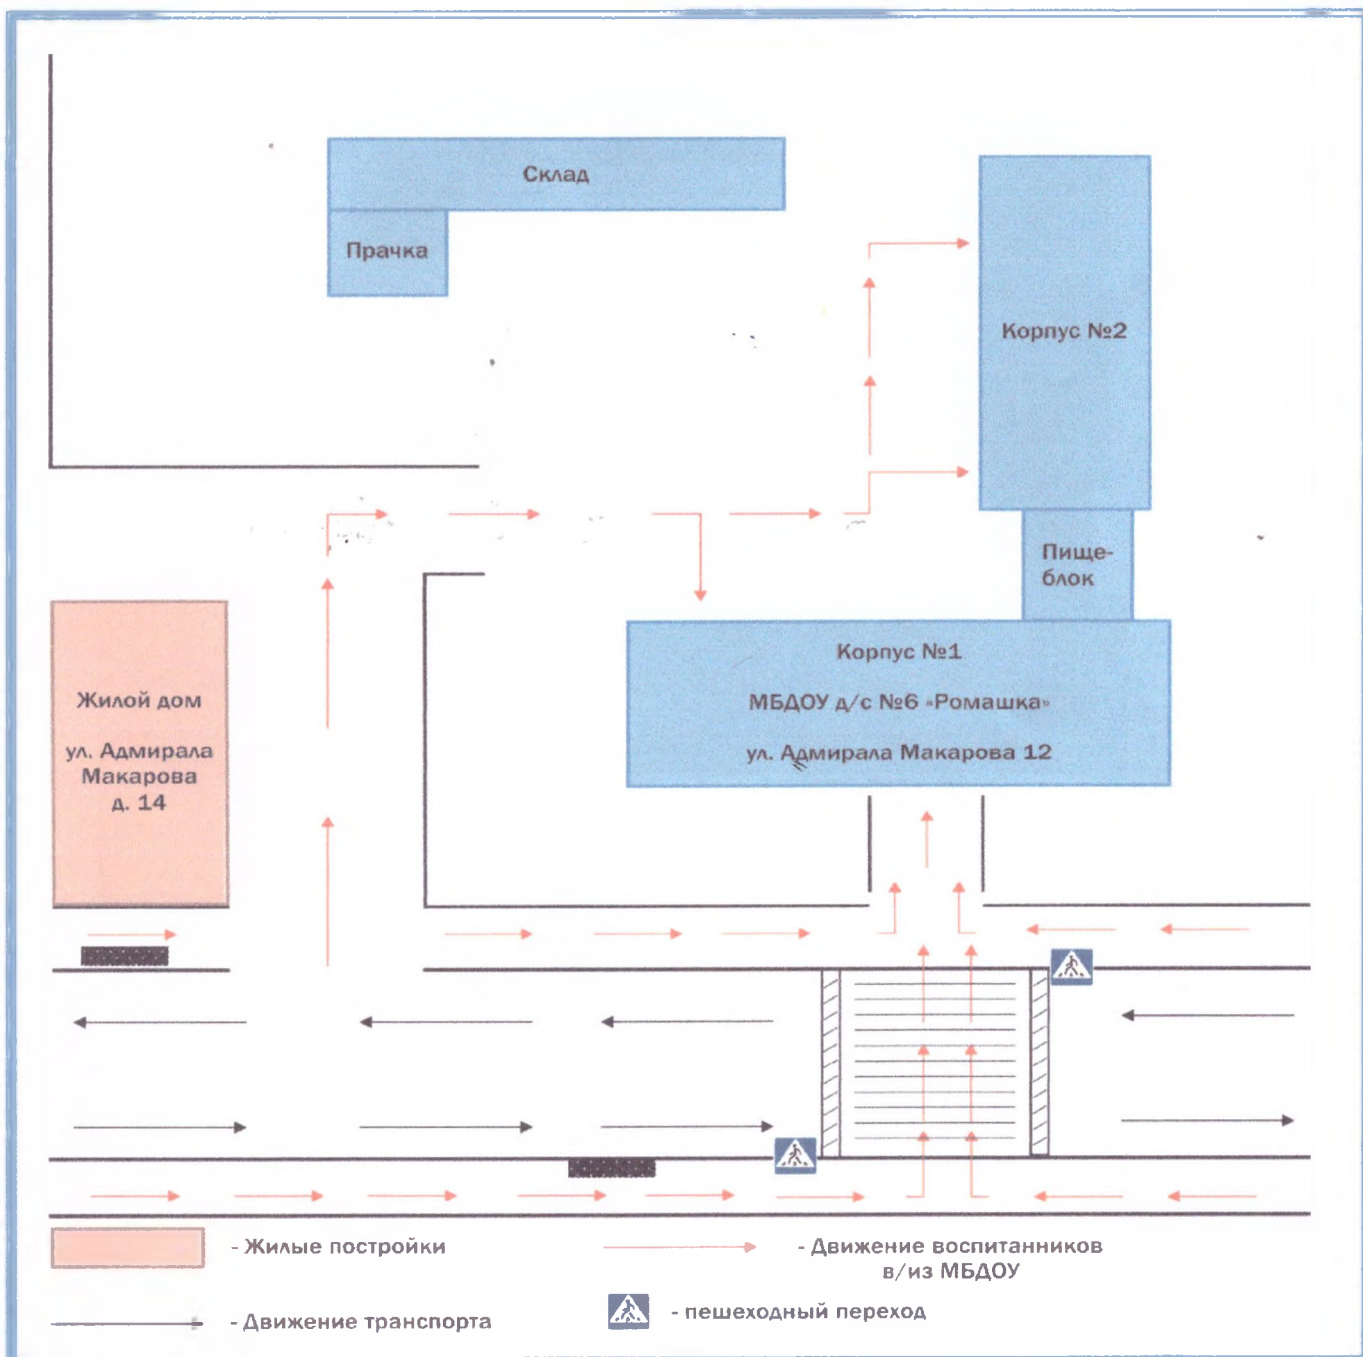 Склад
Прачка
Корпус №2
Пище-
блок
Корпус №1
МБДОУ д/с №6 «Ромашка»
ул. Адмирала Макарова 12
Жилой дом
ул. Адмирала
Макарова
д. 14
- Жилые постройки
- Движение воспитанников
в/из МБДОУ
- Движение транспорта
- пешеходный переход